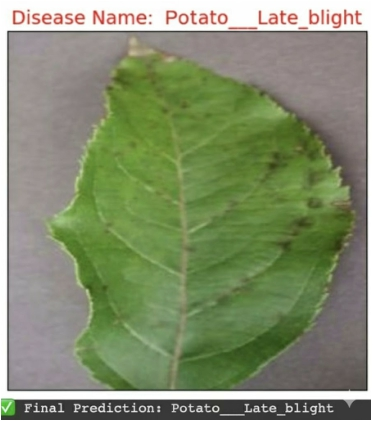 Disease Name: Potato___Late_blight
✅ Final Prediction: Potato___Late_blight